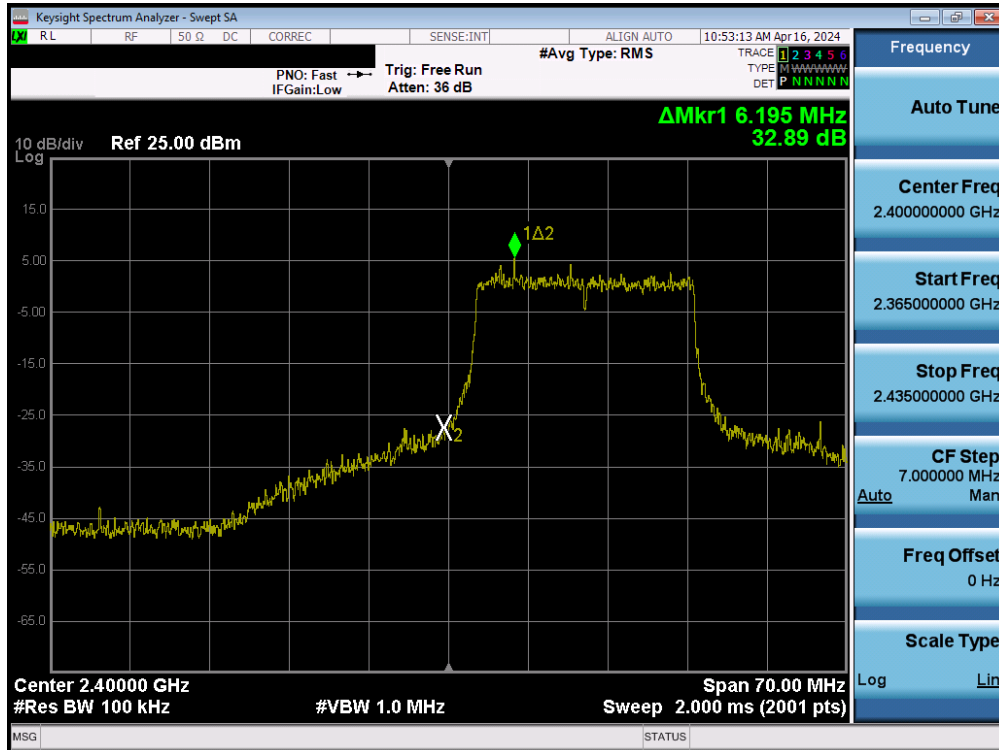 Keysight Spectrum Analyzer - Swept SA
LXI RL RF 50 Ω DC CORREC SENSE:INT ALIGN AUTO 10:53:13 AM Apr 16, 2024
Frequency
PNO: Fast
IFGain:Low
Trig: Free Run
Atten: 36 dB
#Avg Type: RMS
TRACE 1 2 3 4 5 6
TYPE M WWWWW
DET P N N N N N
Auto Tune
ΔMkr1 6.195 MHz
32.89 dB
10 dB/div
Log
Ref 25.00 dBm
15.0
5.00
-5.00
-15.0
-25.0
-35.0
-45.0
-55.0
-65.0
1Δ2
2
Center Freq
2.400000000 GHz
Start Freq
2.365000000 GHz
Stop Freq
2.435000000 GHz
CF Step
7.000000 MHz
Auto Man
Freq Offset
0 Hz
Scale Type
Log Lin
Center 2.40000 GHz
Span 70.00 MHz
#Res BW 100 kHz
#VBW 1.0 MHz
Sweep 2.000 ms (2001 pts)
MSG
STATUS